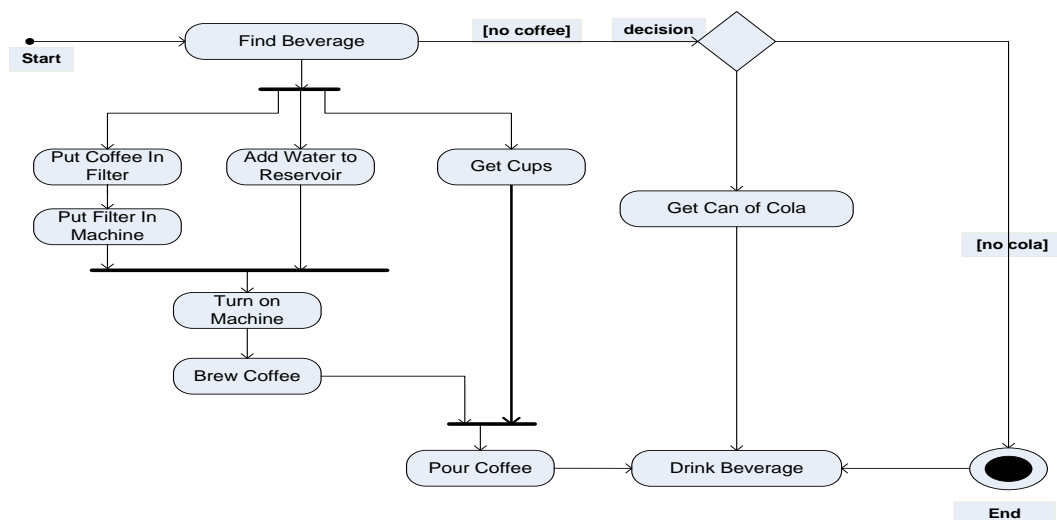 Start
Find Beverage
[no coffee]
decision
Put Coffee In
Filter
Add Water to
Reservoir
Get Cups
Put Filter In
Machine
Get Can of Cola
[no cola]
Turn on
Machine
Brew Coffee
Pour Coffee
Drink Beverage
End